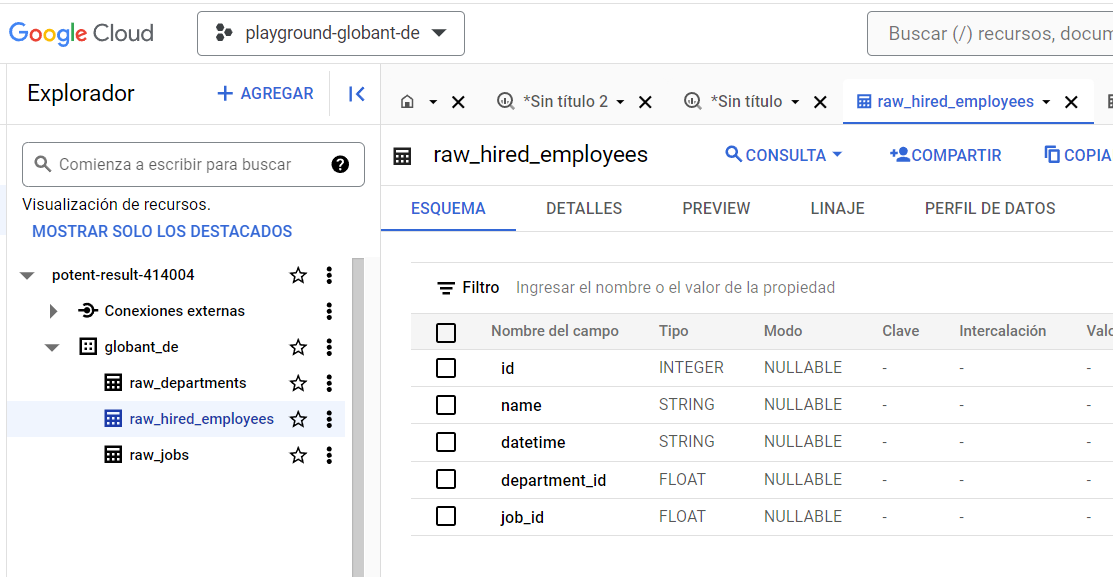 Google Cloud
playground-globant-de
Buscar (/) recursos, docum
Explorador
AGREGAR
Comienza a escribir para buscar
Visualización de recursos.
MOSTRAR SOLO LOS DESTACADOS
potent-result-414004
Conexiones externas
globant_de
raw_departments
raw_hired_employees
raw_jobs
*Sin título 2
*Sin título
raw_hired_employees
raw_hired_employees
CONSULTA
COMPARTIR
COPIA
ESQUEMA DETALLES PREVIEW LINAJE PERFIL DE DATOS
Filtro Ingresar el nombre o el valor de la propiedad
Nombre del campo Tipo Modo Clave Intercalación Valo
id INTEGER NULLABLE - - -
name STRING NULLABLE - - -
datetime STRING NULLABLE - - -
department_id FLOAT NULLABLE - - -
job_id FLOAT NULLABLE - - -